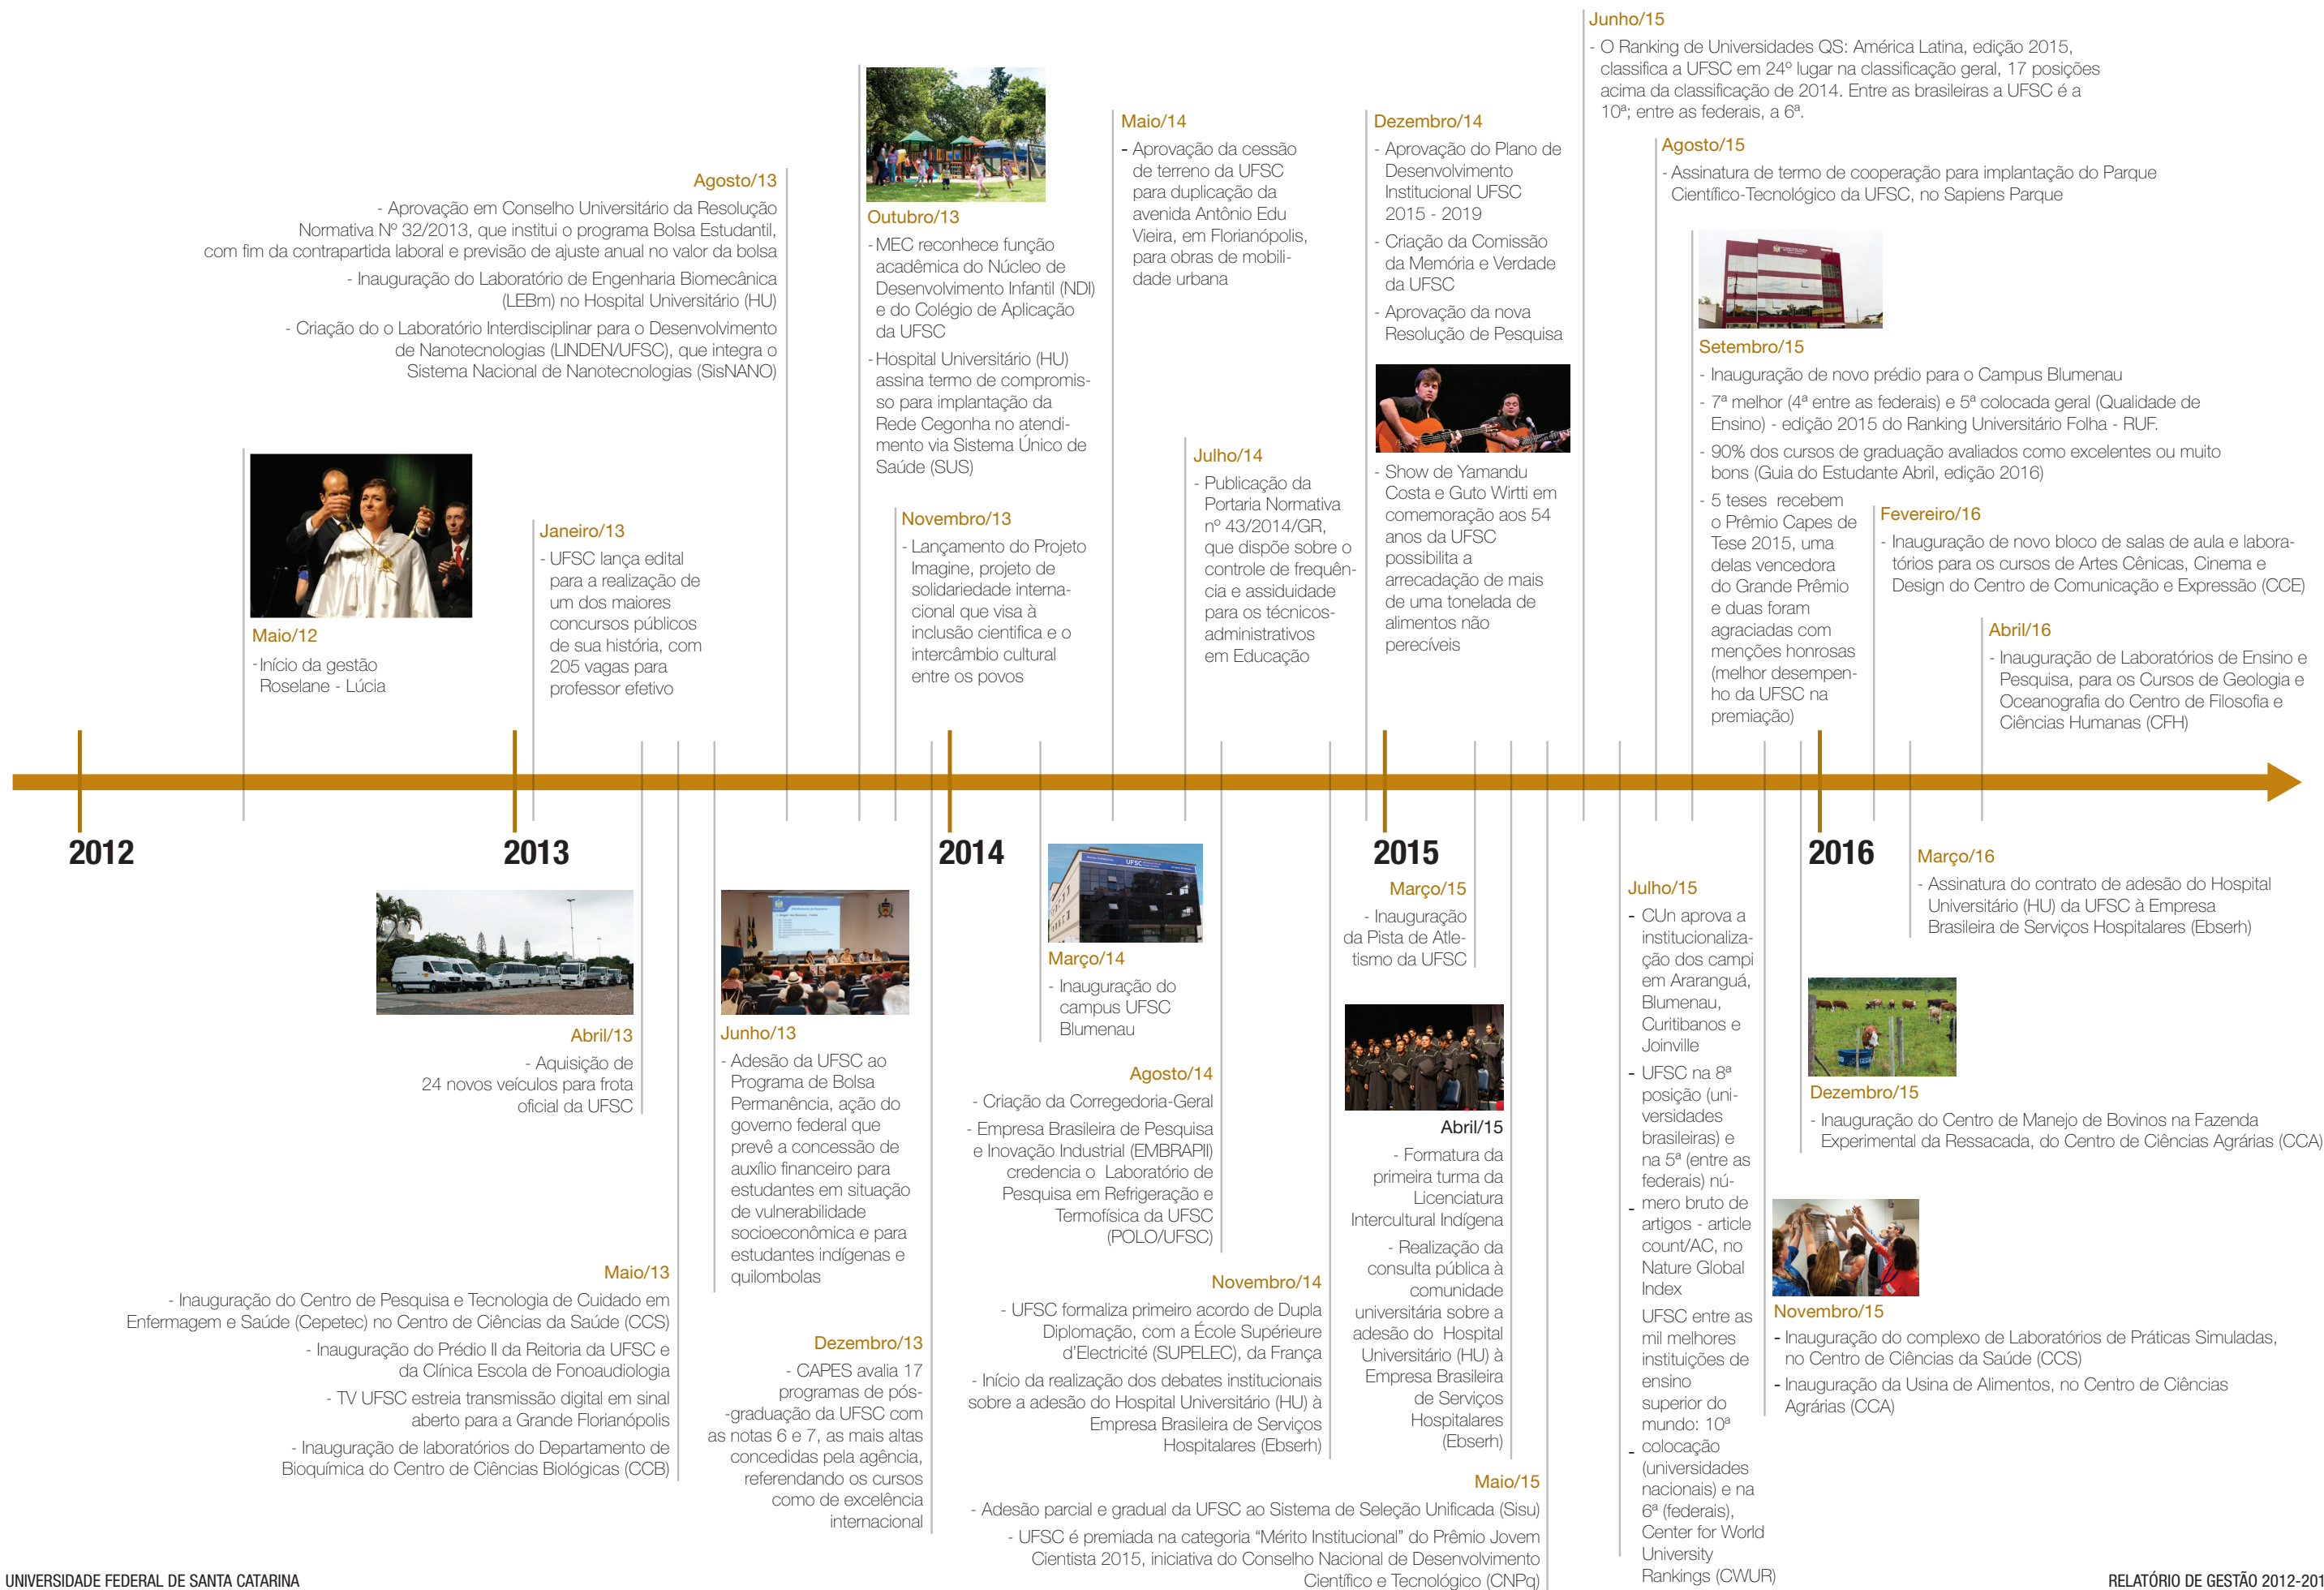 Junho/15
- O Ranking de Universidades QS: América Latina, edição 2015,
classifica a UFSC em 24º lugar na classificação geral, 17 posições
acima da classificação de 2014. Entre as brasileiras a UFSC é a
10ª; entre as federais, a 6ª.
Agosto/13
- Aprovação em Conselho Universitário da Resolução
Normativa Nº 32/2013, que institui o programa Bolsa Estudantil,
com fim da contrapartida laboral e previsão de ajuste anual no valor da bolsa
- Inauguração do Laboratório de Engenharia Biomecânica
(LEBm) no Hospital Universitário (HU)
- Criação do o Laboratório Interdisciplinar para o Desenvolvimento
de Nanotecnologias (LINDEN/UFSC), que integra o
Sistema Nacional de Nanotecnologias (SisNANO)
Outubro/13
- MEC reconhece função
acadêmica do Núcleo de
Desenvolvimento Infantil (NDI)
e do Colégio de Aplicação
da UFSC
- Hospital Universitário (HU)
assina termo de compromis-
so para implantação da
Rede Cegonha no atendi-
mento via Sistema Único de
Saúde (SUS)
Maio/14
- Aprovação da cessão
de terreno da UFSC
para duplicação da
avenida Antônio Edu
Vieira, em Florianópolis,
para obras de mobili-
dade urbana
Dezembro/14
- Aprovação do Plano de
Desenvolvimento
Institucional UFSC
2015 - 2019
- Criação da Comissão
da Memória e Verdade
da UFSC
- Aprovação da nova
Resolução de Pesquisa
- Show de Yamandu
Costa e Guto Wirtti em
comemoração aos 54
anos da UFSC
possibilita a
arrecadação de mais
de uma tonelada de
alimentos não
perecíveis
Agosto/15
- Assinatura de termo de cooperação para implantação do Parque
Científico-Tecnológico da UFSC, no Sapiens Parque
Setembro/15
- Inauguração de novo prédio para o Campus Blumenau
- 7ª melhor (4ª entre as federais) e 5ª colocada geral (Qualidade de
Ensino) - edição 2015 do Ranking Universitário Folha - RUF.
- 90% dos cursos de graduação avaliados como excelentes ou muito
bons (Guia do Estudante Abril, edição 2016)
- 5 teses recebem
o Prêmio Capes de
Tese 2015, uma
delas vencedora
do Grande Prêmio
e duas foram
agraciadas com
menções honrosas
(melhor desempen-
ho da UFSC na
premiação)
Maio/12
- Início da gestão
Roselane - Lúcia
Janeiro/13
- UFSC lança edital
para a realização de
um dos maiores
concursos públicos
de sua história, com
205 vagas para
professor efetivo
Novembro/13
- Lançamento do Projeto
Imagine, projeto de
solidariedade interna-
cional que visa à
inclusão cientifica e o
intercâmbio cultural
entre os povos
Julho/14
- Publicação da
Portaria Normativa
nº 43/2014/GR,
que dispõe sobre o
controle de frequên-
cia e assiduidade
para os técnicos-
administrativos
em Educação
Fevereiro/16
- Inauguração de novo bloco de salas de aula e labora-
tórios para os cursos de Artes Cênicas, Cinema e
Design do Centro de Comunicação e Expressão (CCE)
Abril/16
- Inauguração de Laboratórios de Ensino e
Pesquisa, para os Cursos de Geologia e
Oceanografia do Centro de Filosofia e
Ciências Humanas (CFH)
2012
2013
2014
2015
2016
Abril/13
- Aquisição de
24 novos veículos para frota
oficial da UFSC
Maio/13
- Inauguração do Centro de Pesquisa e Tecnologia de Cuidado em
Enfermagem e Saúde (Cepetec) no Centro de Ciências da Saúde (CCS)
- Inauguração do Prédio II da Reitoria da UFSC e
da Clínica Escola de Fonoaudiologia
- TV UFSC estreia transmissão digital em sinal
aberto para a Grande Florianópolis
- Inauguração de laboratórios do Departamento de
Bioquímica do Centro de Ciências Biológicas (CCB)
Junho/13
- Adesão da UFSC ao
Programa de Bolsa
Permanência, ação do
governo federal que
prevê a concessão de
auxílio financeiro para
estudantes em situação
de vulnerabilidade
socioeconômica e para
estudantes indígenas e
quilombolas
Dezembro/13
- CAPES avalia 17
programas de pós-
-graduação da UFSC com
as notas 6 e 7, as mais altas
concedidas pela agência,
referendando os cursos
como de excelência
internacional
UFSC
Março/14
- Inauguração do
campus UFSC
Blumenau
Agosto/14
- Criação da Corregedoria-Geral
- Empresa Brasileira de Pesquisa
e Inovação Industrial (EMBRAPII)
credencia o Laboratório de
Pesquisa em Refrigeração e
Termofísica da UFSC
(POLO/UFSC)
Novembro/14
- UFSC formaliza primeiro acordo de Dupla
Diplomação, com a École Supérieure
d'Electricité (SUPELEC), da França
- Início da realização dos debates institucionais
sobre a adesão do Hospital Universitário (HU) à
Empresa Brasileira de Serviços
Hospitalares (Ebserh)
Março/15
- Inauguração
da Pista de Atle-
tismo da UFSC
Abril/15
- Formatura da
primeira turma da
Licenciatura
Intercultural Indígena
- Realização da
consulta pública à
comunidade
universitária sobre a
adesão do Hospital
Universitário (HU) à
Empresa Brasileira
de Serviços
Hospitalares
(Ebserh)
Maio/15
- Adesão parcial e gradual da UFSC ao Sistema de Seleção Unificada (Sisu)
- UFSC é premiada na categoria “Mérito Institucional” do Prêmio Jovem
Cientista 2015, iniciativa do Conselho Nacional de Desenvolvimento
Científico e Tecnológico (CNPq)
Julho/15
- CUn aprova a
institucionaliza-
ção dos campi
em Araranguá,
Blumenau,
Curitibanos e
Joinville
- UFSC na 8ª
posição (uni-
versidades
brasileiras) e
na 5ª (entre as
federais) nú-
- mero bruto de
artigos - article
count/AC, no
Nature Global
Index
UFSC entre as
mil melhores
instituições de
ensino
superior do
mundo: 10ª
- colocação
(universidades
nacionais) e na
6ª (federais),
Center for World
University
Rankings (CWUR)
Março/16
- Assinatura do contrato de adesão do Hospital
Universitário (HU) da UFSC à Empresa
Brasileira de Serviços Hospitalares (Ebserh)
Dezembro/15
- Inauguração do Centro de Manejo de Bovinos na Fazenda
Experimental da Ressacada, do Centro de Ciências Agrárias (CCA)
Novembro/15
- Inauguração do complexo de Laboratórios de Práticas Simuladas,
no Centro de Ciências da Saúde (CCS)
- Inauguração da Usina de Alimentos, no Centro de Ciências
Agrárias (CCA)
UNIVERSIDADE FEDERAL DE SANTA CATARINA
RELATÓRIO DE GESTÃO 2012-201